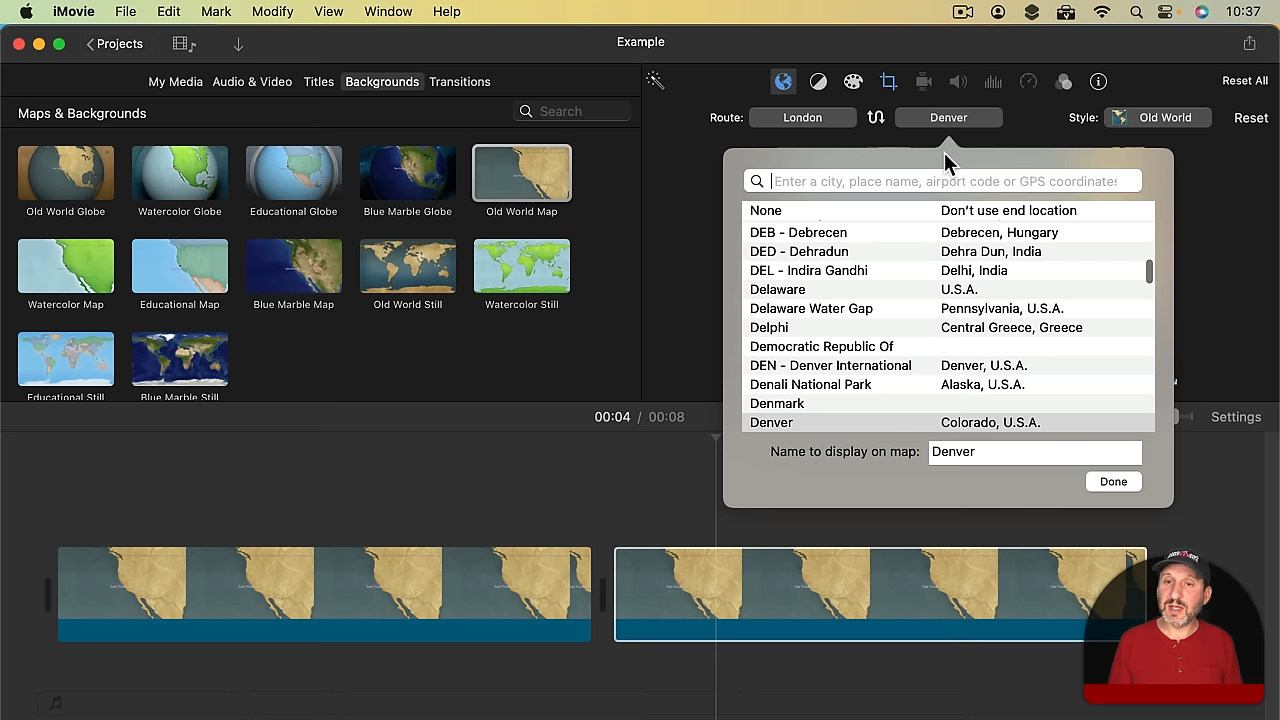 iMovie File Edit Mark Modify View Window Help 10:37
Projects Example
My Media Audio & Video Titles Backgrounds Transitions Reset All
Maps & Backgrounds Search Route: London Denver Style: Old World Reset
Old World Globe Watercolor Globe Educational Globe Blue Marble Globe Old World Map
Watercolor Map Educational Map Blue Marble Map Old World Still Watercolor Still
Educational Still Blue Marble Still
Enter a city, place name, airport code or GPS coordinates
None Don't use end location
DEB - Debrecen Debrecen, Hungary
DED - Dehradun Dehra Dun, India
DEL - Indira Gandhi Delhi, India
Delaware U.S.A.
Delaware Water Gap Pennsylvania, U.S.A.
Delphi Central Greece, Greece
Democratic Republic Of
DEN - Denver International Denver, U.S.A.
Denali National Park Alaska, U.S.A.
Denmark
Denver Colorado, U.S.A.
Name to display on map: Denver
Done
00:04 / 00:08 Settings